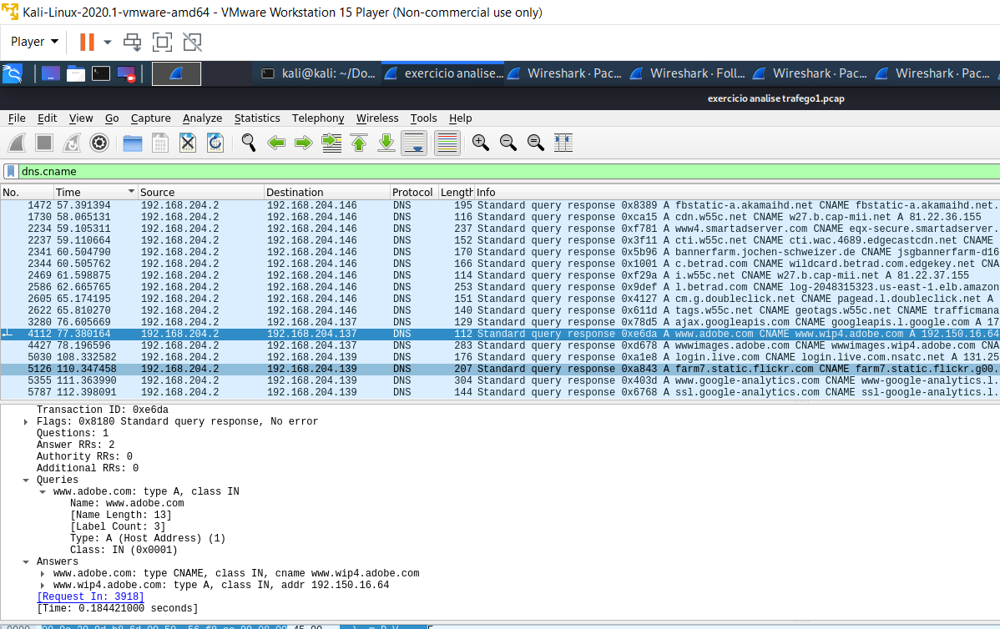 Kali-Linux-2020.1-vmware-amd64 - VMware Workstation 15 Player (Non-commercial use only)
Player
kali@kali: ~/Do... exercicio analise... Wireshark · Pac... Wireshark · Foll... Wireshark · Pac... Wireshark · Pac...
exercicio analise trafego1.pcap
File Edit View Go Capture Analyze Statistics Telephony Wireless Tools Help
dns.cname
No. Time Source Destination Protocol Length Info
1472 57.391394 192.168.204.2 192.168.204.146 DNS 195 Standard query response 0x8389 A fbstatic-a.akamaihd.net CNAME fbstatic-a.akamaihd.net.
1730 58.065131 192.168.204.2 192.168.204.146 DNS 116 Standard query response 0xca15 A cdn.w55c.net CNAME w27.b.cap-mii.net A 81.22.36.155
2234 59.105311 192.168.204.2 192.168.204.146 DNS 237 Standard query response 0xf781 A www4.smartadserver.com CNAME eqx-secure.smartadserver.
2237 59.110664 192.168.204.2 192.168.204.146 DNS 152 Standard query response 0x3f11 A cti.w55c.net CNAME cti.wac.4689.edgecastcdn.net CNAME
2341 60.504790 192.168.204.2 192.168.204.146 DNS 170 Standard query response 0x5b96 A bannerfarm.jochen-schweizer.de CNAME jsgbannerfarm-d16
2344 60.505762 192.168.204.2 192.168.204.146 DNS 166 Standard query response 0x1001 A c.betrad.com CNAME wildcard.betrad.com.edgekey.net CNA
2469 61.598875 192.168.204.2 192.168.204.146 DNS 114 Standard query response 0xf29a A i.w55c.net CNAME w27.b.cap-mii.net A 81.22.37.155
2586 62.665765 192.168.204.2 192.168.204.146 DNS 253 Standard query response 0x9def A l.betrad.com CNAME log-2048315323.us-east-1.elb.amazon
2605 65.174195 192.168.204.2 192.168.204.146 DNS 151 Standard query response 0x4127 A cm.g.doubleclick.net CNAME pagead.l.doubleclick.net A
2622 65.810270 192.168.204.2 192.168.204.146 DNS 140 Standard query response 0x611d A tags.w55c.net CNAME geotags.w55c.net CNAME trafficmana
3280 76.605669 192.168.204.2 192.168.204.137 DNS 129 Standard query response 0x78d5 A ajax.googleapis.com CNAME googleapis.l.google.com A 17
4112 77.380164 192.168.204.2 192.168.204.137 DNS 112 Standard query response 0xe6da A www.adobe.com CNAME www.wip4.adobe.com A 192.150.16.64
4427 78.196596 192.168.204.2 192.168.204.137 DNS 283 Standard query response 0xd678 A wwwimages.adobe.com CNAME wwwimages.wip4.adobe.com CNA
5030 108.332582 192.168.204.2 192.168.204.139 DNS 176 Standard query response 0xa1e8 A login.live.com CNAME login.live.com.nsatc.net A 131.25
5126 110.347458 192.168.204.2 192.168.204.139 DNS 207 Standard query response 0xa843 A farm7.static.flickr.com CNAME farm7.static.flickr.g00.
5355 111.363990 192.168.204.2 192.168.204.139 DNS 304 Standard query response 0x403d A www.google-analytics.com CNAME www-google-analytics.l.
5787 112.398091 192.168.204.2 192.168.204.139 DNS 144 Standard query response 0x6768 A ssl.google-analytics.com CNAME ssl-google-analytics.l.
Transaction ID: 0xe6da
Flags: 0x8180 Standard query response, No error
Questions: 1
Answer RRs: 2
Authority RRs: 0
Additional RRs: 0
Queries
www.adobe.com: type A, class IN
Name: www.adobe.com
[Name Length: 13]
[Label Count: 3]
Type: A (Host Address) (1)
Class: IN (0x0001)
Answers
www.adobe.com: type CNAME, class IN, cname www.wip4.adobe.com
www.wip4.adobe.com: type A, class IN, addr 192.150.16.64
[Request In: 3918]
[Time: 0.184421000 seconds]